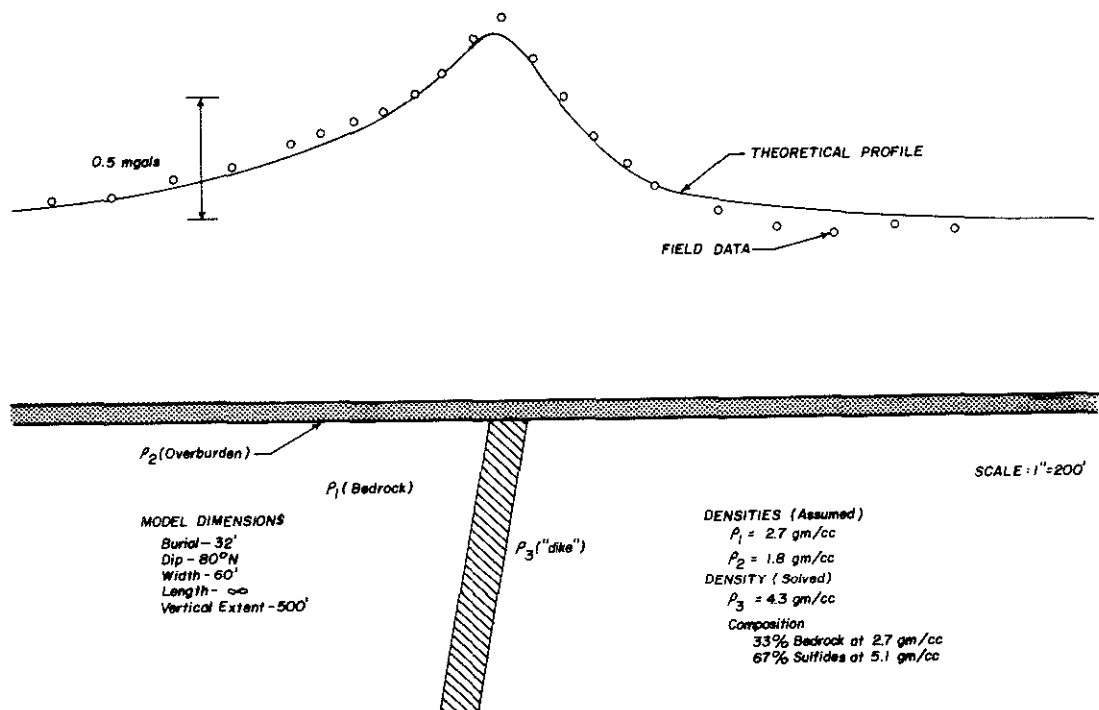 0.5 mgals
THEORETICAL PROFILE
FIELD DATA
ρ2 (Overburden)
ρ1 (Bedrock)
SCALE: 1"=200'
MODEL DIMENSIONS
Burial - 32'
Dip - 80°N
Width - 60'
Length - ∞
Vertical Extent - 500'
ρ3 ("dike")
DENSITIES (Assumed)
ρ1 = 2.7 gm/cc
ρ2 = 1.8 gm/cc
DENSITY (Solved)
ρ3 = 4.3 gm/cc
Composition
33% Bedrock at 2.7 gm/cc
67% Sulfides at 5.1 gm/cc